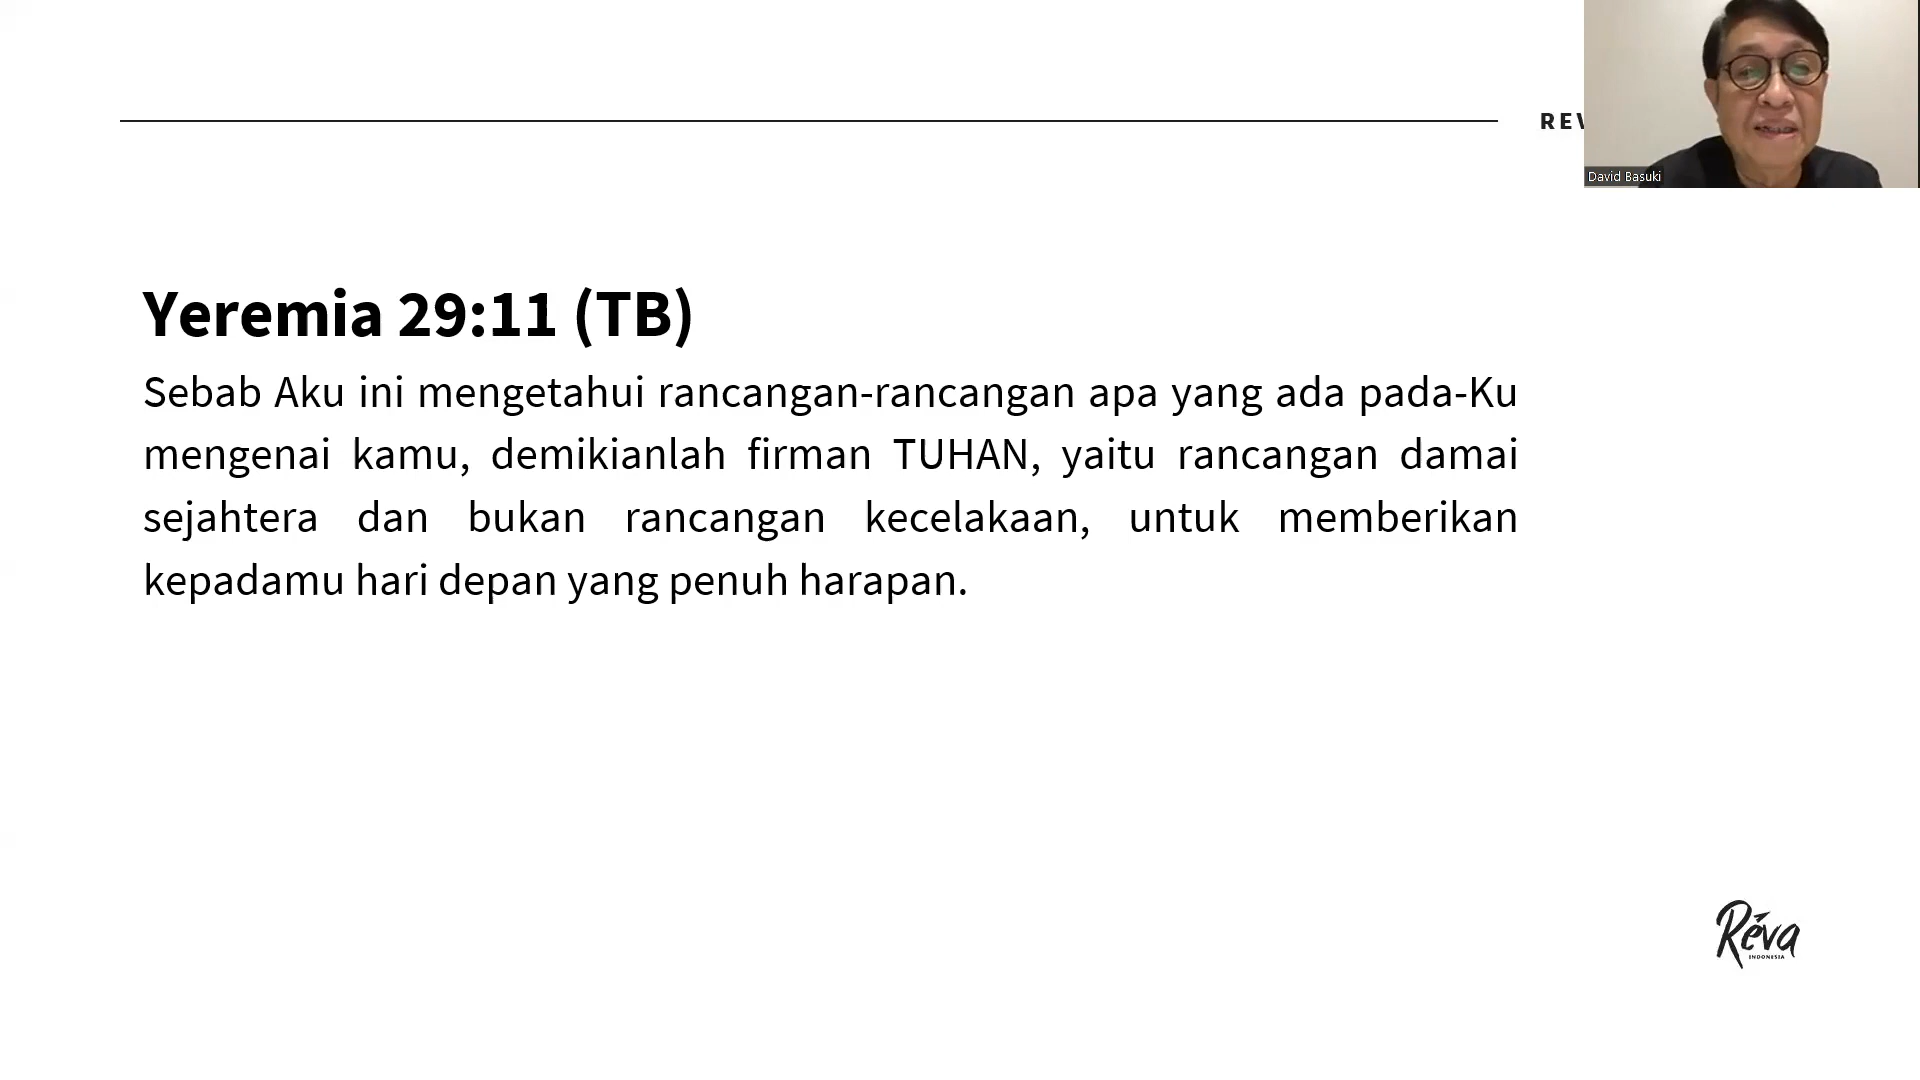 David Basuki
Yeremia 29:11 (TB)
Sebab Aku ini mengetahui rancangan-rancangan apa yang ada pada-Ku
mengenai kamu, demikianlah firman TUHAN, yaitu rancangan damai
sejahtera dan bukan rancangan kecelakaan, untuk memberikan
kepadamu hari depan yang penuh harapan.
Réva
INDONESIA